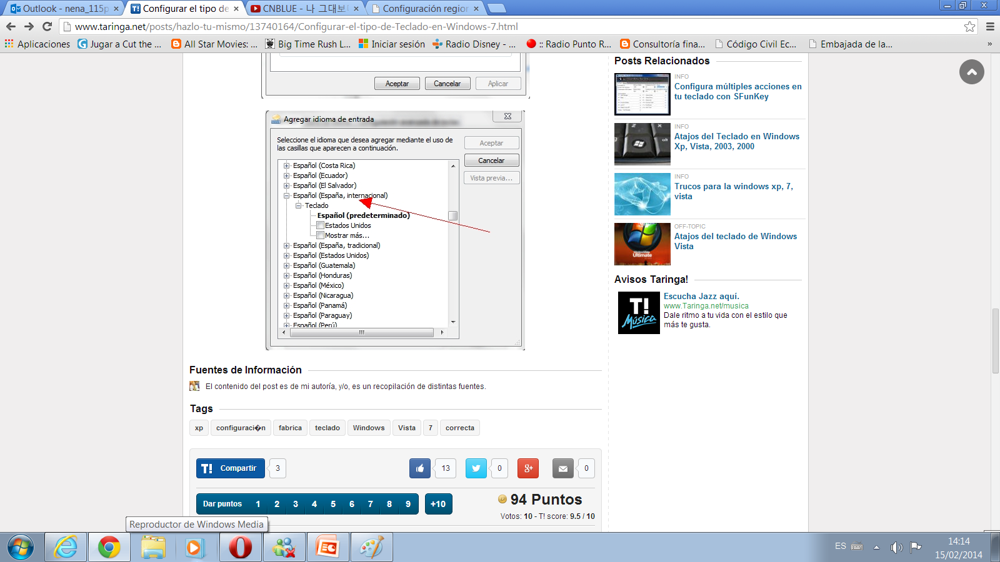 Outlook - nena_115p
Configurar el tipo de
CNBLUE - 나 그대보
Configuración region
www.taringa.net/posts/hazlo-tu-mismo/13740164/Configurar-el-tipo-de-Teclado-en-Windows-7.html
Aplicaciones
Jugar a Cut the ...
All Star Movies: ...
Big Time Rush L...
Iniciar sesión
Radio Disney - ...
:: Radio Punto R...
Consultoría fina...
Código Civil Ec...
Embajada de la...
»
Aceptar
Cancelar
Aplicar
Agregar idioma de entrada
Seleccione el idioma que desea agregar mediante el uso de
las casillas que aparecen a continuación.
Aceptar
Cancelar
Vista previa...
Español (Costa Rica)
Español (Ecuador)
Español (El Salvador)
Español (España, internacional)
Teclado
Español (predeterminado)
Estados Unidos
Mostrar más...
Español (España, tradicional)
Español (Estados Unidos)
Español (Guatemala)
Español (Honduras)
Español (México)
Español (Nicaragua)
Español (Panamá)
Español (Paraguay)
Español (Perú)
Fuentes de Información
El contenido del post es de mi autoría, y/o, es un recopilación de distintas fuentes.
Tags
xp
configuraci�n
fabrica
teclado
Windows
Vista
7
correcta
T! Compartir
3
13
0
g+
0
Dar puntos 1 2 3 4 5 6 7 8 9
+10
94 Puntos
Votos: 10 - T! score: 9.5 / 10
Posts Relacionados
INFO
Configura múltiples acciones en
tu teclado con SFunKey
INFO
Atajos del Teclado en Windows
Xp, Vista, 2003, 2000
INFO
Trucos para la windows xp, 7,
vista
OFF-TOPIC
Atajos del teclado de Windows
Vista
Ultimate
Avisos Taringa!
T!
Música
Escucha Jazz aquí.
www.Taringa.net/musica
Dale ritmo a tu vida con el estilo que
más te gusta.
Reproductor de Windows Media
ES
14:14
15/02/2014